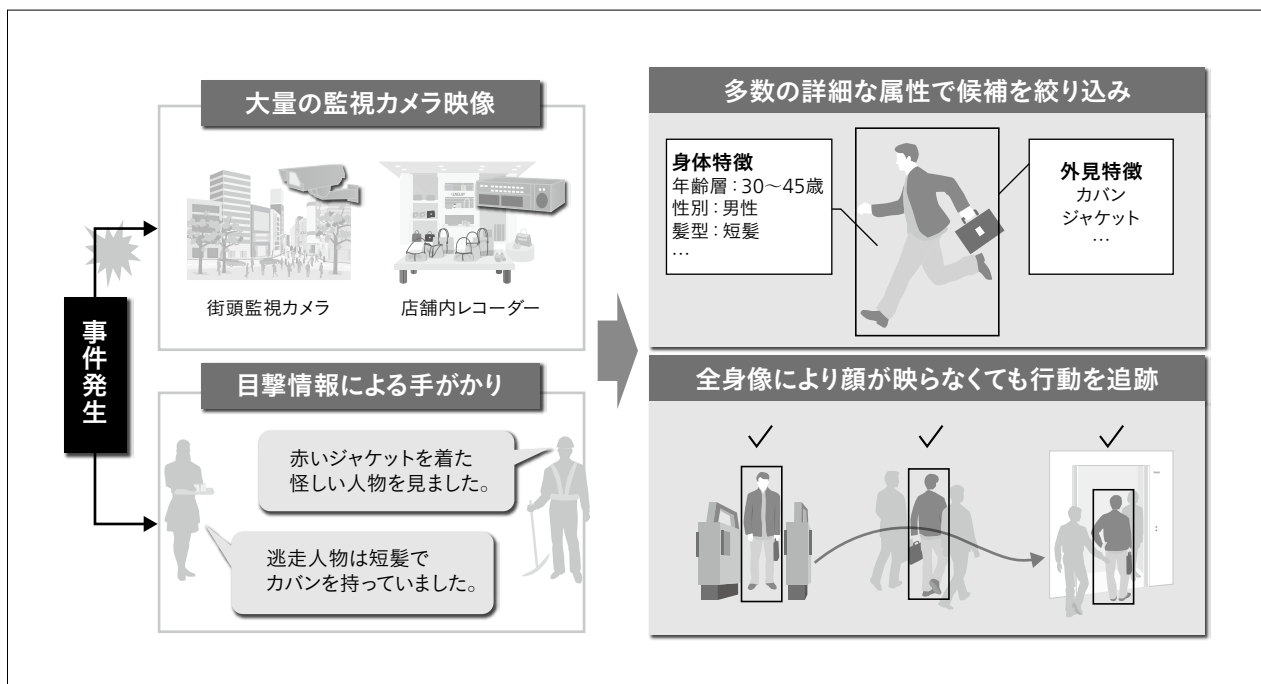 事件発生
大量の監視カメラ映像
街頭監視カメラ
店舗内レコーダー
目撃情報による手がかり
赤いジャケットを着た
怪しい人物を見ました。
逃走人物は短髪で
カバンを持っていました。
多数の詳細な属性で候補を絞り込み
身体特徴
年齢層：30～45歳
性別：男性
髪型：短髪
…
外見特徴
カバン
ジャケット
…
全身像により顔が映らなくても行動を追跡